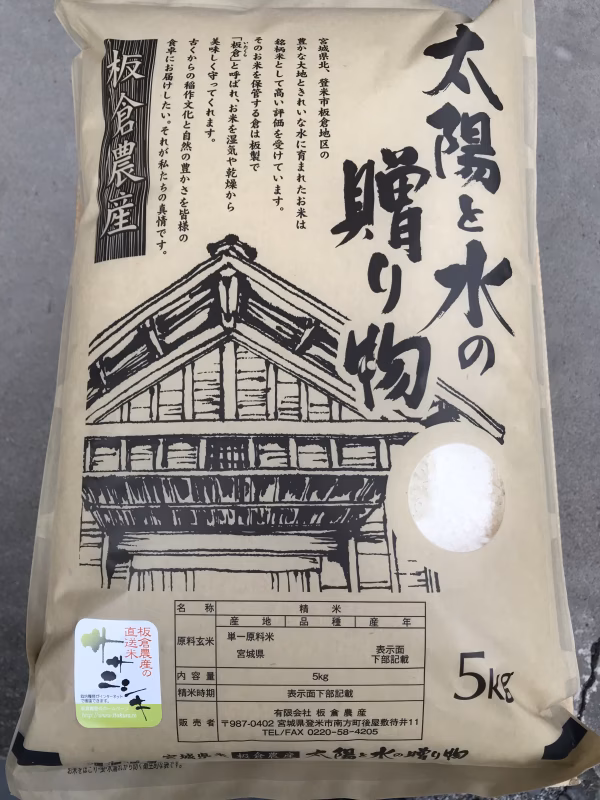 太陽と水の
贈り物
宮城県北、登米市板倉地区の
豊かな大地ときれいな水に育まれたお米は
銘柄米として高い評価を受けています。
そのお米を保管する倉は板製で
「板倉」と呼ばれ、お米を湿気や乾燥から
いたくら
美味しく守ってくれます。
古くからの稲作文化と自然の豊かさを皆様の
食卓にお届けしたい。それが私たちの真情です。
板倉農産
板倉農産の
直送米
ササニシキ
名 称 精 米
原料玄米 産 地 品 種 産 年
単一原料米
宮城県 表示面
下部記載
内 容 量 5kg
精米時期 表示面下部記載
販 売 者 有限会社 板 倉 農 産
〒987-0402 宮城県登米市南方町後屋敷待井11
TEL/FAX 0220-58-4205
5kg
板倉農産 太陽と水の贈り物